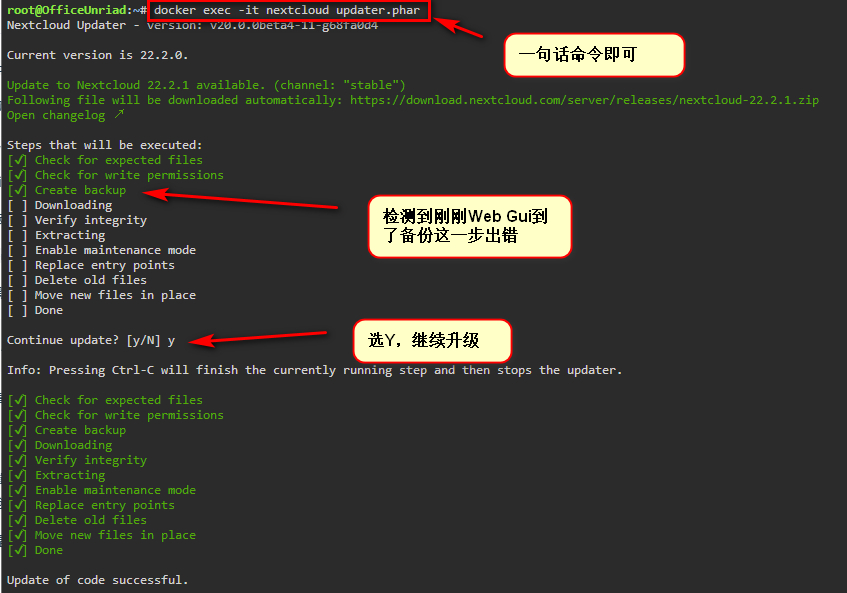 root@OfficeUnriad:~# docker exec -it nextcloud updater.phar
Nextcloud Updater - version: v20.0.0beta4-11-g68fa0d4
一句话命令即可
Current version is 22.2.0.
Update to Nextcloud 22.2.1 available. (channel: "stable")
Following file will be downloaded automatically: https://download.nextcloud.com/server/releases/nextcloud-22.2.1.zip
Open changelog ↗
Steps that will be executed:
[✔] Check for expected files
[✔] Check for write permissions
[✔] Create backup
[ ] Downloading
[ ] Verify integrity
[ ] Extracting
[ ] Enable maintenance mode
[ ] Replace entry points
[ ] Delete old files
[ ] Move new files in place
[ ] Done
检测到刚刚Web Gui到
了备份这一步出错
Continue update? [y/N] y
选Y，继续升级
Info: Pressing Ctrl-C will finish the currently running step and then stops the updater.
[✔] Check for expected files
[✔] Check for write permissions
[✔] Create backup
[✔] Downloading
[✔] Verify integrity
[✔] Extracting
[✔] Enable maintenance mode
[✔] Replace entry points
[✔] Delete old files
[✔] Move new files in place
[✔] Done
Update of code successful.